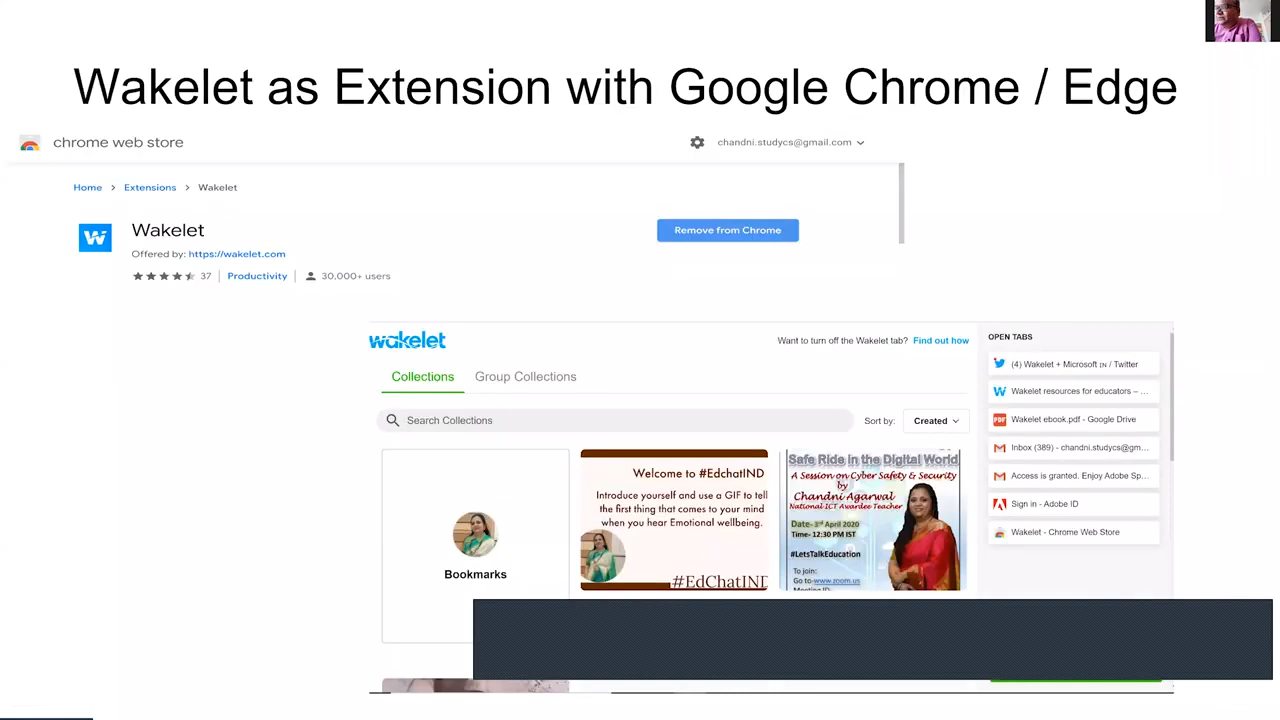 Wakelet as Extension with Google Chrome / Edge
chrome web store
chandni.studycs@gmail.com
Home > Extensions > Wakelet
W
Wakelet
Remove from Chrome
Offered by: https://wakelet.com
37 | Productivity | 30,000+ users
wakelet
Want to turn off the Wakelet tab? Find out how
Collections Group Collections
Search Collections
Sort by: Created
Bookmarks
Welcome to #EdchatIND
Introduce yourself and use a GIF to tell
the first thing that comes to your mind
when you hear Emotional wellbeing.
#EdChatIND
Safe Ride in the Digital World
A Session on Cyber Safety & Security
by
Chandni Agarwal
National ICT Awardee Teacher
Date- 3rd April 2020
Time- 12:30 PM IST
#LetsTalkEducation
To join:
Go to-www.zoom.us
OPEN TABS
(4) Wakelet + Microsoft IN / Twitter
W Wakelet resources for educators – ...
PDF Wakelet ebook.pdf - Google Drive
Inbox (389) - chandni.studycs@gm...
Access is granted. Enjoy Adobe Sp...
Sign in - Adobe ID
Wakelet - Chrome Web Store